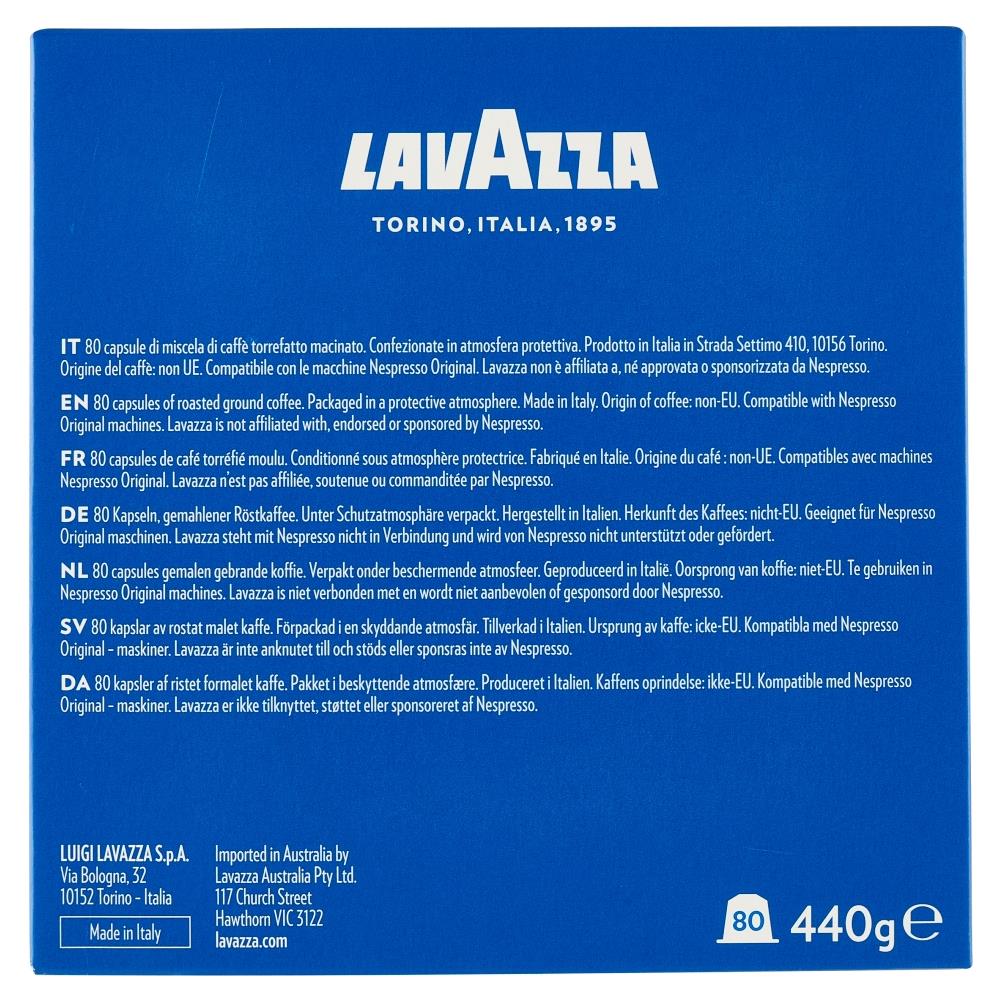 LAVAZZA
TORINO, ITALIA, 1895
IT 80 capsule di miscela di caffè torrefatto macinato. Confezionate in atmosfera protettiva. Prodotto in Italia in Strada Settimo 410, 10156 Torino.
Origine del caffè: non UE. Compatibile con le macchine Nespresso Original. Lavazza non è affiliata a, né approvata o sponsorizzata da Nespresso.
EN 80 capsules of roasted ground coffee. Packaged in a protective atmosphere. Made in Italy. Origin of coffee: non-EU. Compatible with Nespresso
Original machines. Lavazza is not affiliated with, endorsed or sponsored by Nespresso.
FR 80 capsules de café torréfié moulu. Conditionné sous atmosphère protectrice. Fabriqué en Italie. Origine du café : non-UE. Compatibles avec machines
Nespresso Original. Lavazza n'est pas affiliée, soutenue ou commanditée par Nespresso.
DE 80 Kapseln, gemahlener Röstkaffee. Unter Schutzatmosphäre verpackt. Hergestellt in Italien. Herkunft des Kaffees: nicht-EU. Geeignet für Nespresso
Original maschinen. Lavazza steht mit Nespresso nicht in Verbindung und wird von Nespresso nicht unterstützt oder gefördert.
NL 80 capsules gemalen gebrande koffie. Verpakt onder beschermende atmosfeer. Geproduceerd in Italië. Oorsprong van koffie: niet-EU. Te gebruiken in
Nespresso Original machines. Lavazza is niet verbonden met en wordt niet aanbevolen of gesponsord door Nespresso.
SV 80 kapslar av rostat malet kaffe. Förpackad i en skyddande atmosfär. Tillverkad i Italien. Ursprung av kaffe: icke-EU. Kompatibla med Nespresso
Original – maskiner. Lavazza är inte anknutet till och stöds eller sponsras inte av Nespresso.
DA 80 kapsler af ristet formalet kaffe. Pakket i beskyttende atmosfære. Produceret i Italien. Kaffens oprindelse: ikke-EU. Kompatible med Nespresso
Original – maskiner. Lavazza er ikke tilknyttet, støttet eller sponsoreret af Nespresso.
LUIGI LAVAZZA S.p.A.
Via Bologna, 32
10152 Torino - Italia
Made in Italy
Imported in Australia by
Lavazza Australia Pty Ltd.
117 Church Street
Hawthorn VIC 3122
lavazza.com
80
440g ℮